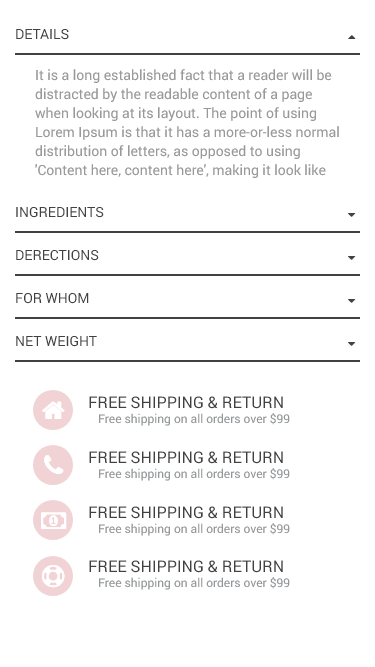 DETAILS
It is a long established fact that a reader will be
distracted by the readable content of a page
when looking at its layout. The point of using
Lorem Ipsum is that it has a more-or-less normal
distribution of letters, as opposed to using
'Content here, content here', making it look like
INGREDIENTS
DERECTIONS
FOR WHOM
NET WEIGHT
FREE SHIPPING & RETURN
Free shipping on all orders over $99
FREE SHIPPING & RETURN
Free shipping on all orders over $99
FREE SHIPPING & RETURN
Free shipping on all orders over $99
FREE SHIPPING & RETURN
Free shipping on all orders over $99